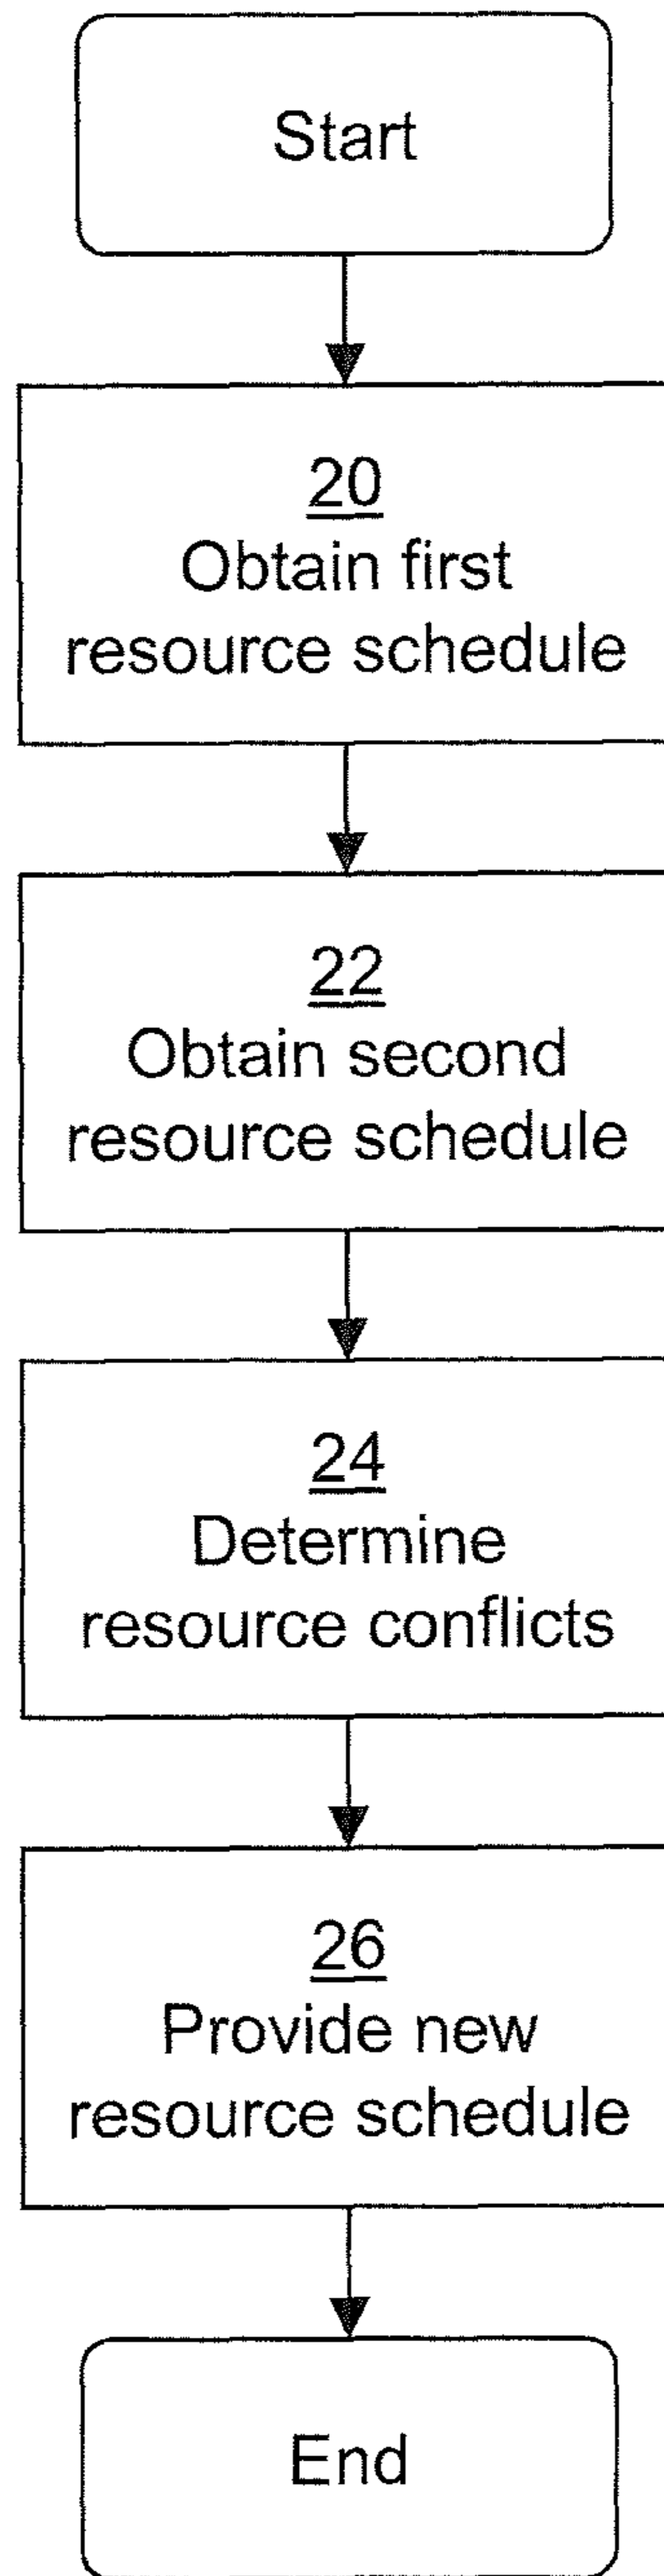 Start
20
Obtain first
resource schedule
22
Obtain second
resource schedule
24
Determine
resource conflicts
26
Provide new
resource schedule
End